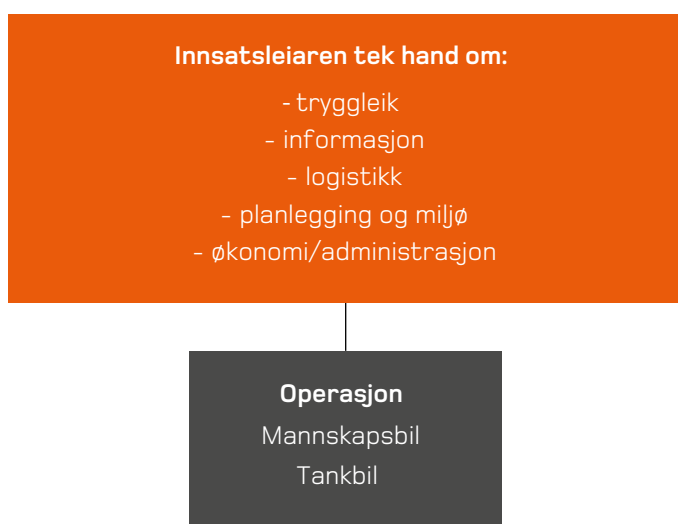 Innsatsleiaren tek hand om:
- tryggleik
- informasjon
- logistikk
- planlegging og miljø
- økonomi/administrasjon
Operasjon
Mannskapsbil
Tankbil